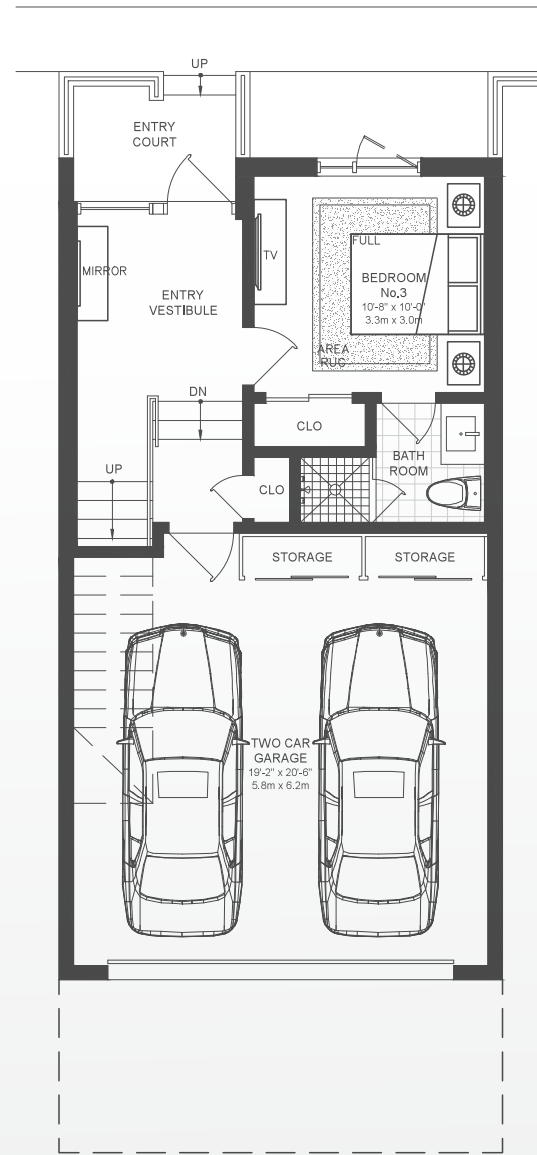 UP
ENTRY
COURT
FULL
TV
BEDROOM
No.3
10'-8" x 10'-0"
3.3m x 3.0m
MIRROR
ENTRY
VESTIBULE
AREA
RUG
DN
CLO
BATH
ROOM
UP
CLO
STORAGE
STORAGE
TWO CAR
GARAGE
19'-2" x 20'-6"
5.8m x 6.2m